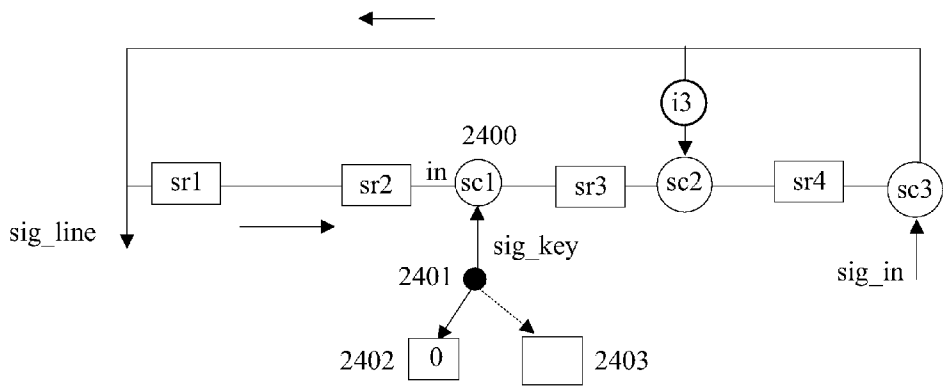 i3
2400
sr1
sr2
in
sc1
sr3
sc2
sr4
sc3
sig_line
sig_key
sig_in
2401
2402
0
2403